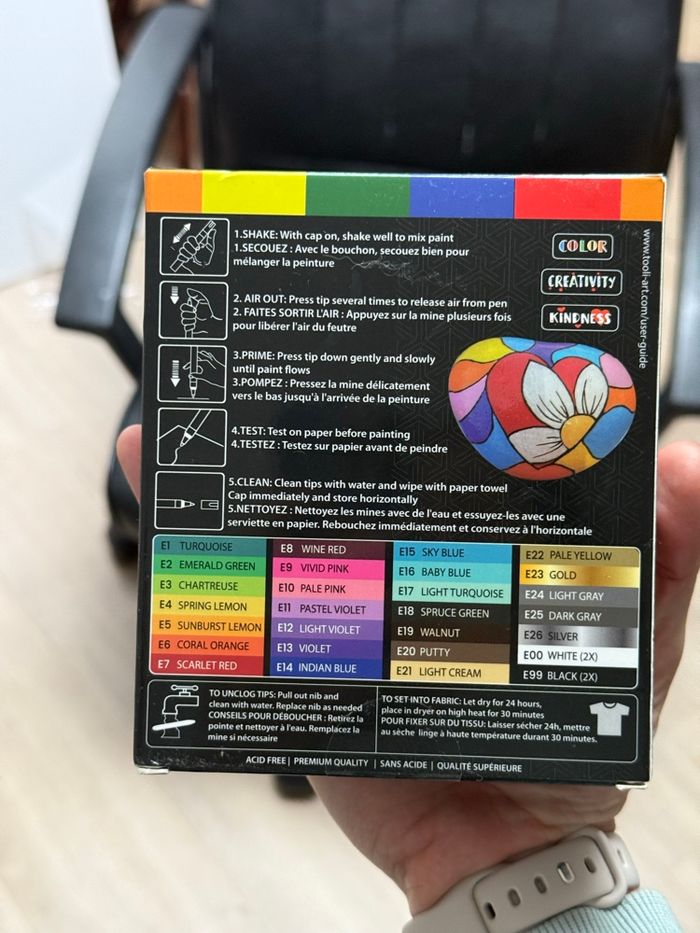 1.SHAKE: With cap on, shake well to mix paint
1.SECOUEZ : Avec le bouchon, secouez bien pour
mélanger la peinture
2. AIR OUT: Press tip several times to release air from pen
2. FAITES SORTIR L'AIR : Appuyez sur la mine plusieurs fois
pour libérer l'air du feutre
3.PRIME: Press tip down gently and slowly
until paint flows
3.POMPEZ : Pressez la mine délicatement
vers le bas jusqu'à l'arrivée de la peinture
4.TEST: Test on paper before painting
4.TESTEZ : Testez sur papier avant de peindre
5.CLEAN: Clean tips with water and wipe with paper towel
Cap immediately and store horizontally
5.NETTOYEZ : Nettoyez les mines avec de l'eau et essuyez-les avec une
serviette en papier. Rebouchez immédiatement et conservez à l'horizontale
COLOR
CREATIVITY
KINDNESS
www.tooli-art.com/user-guide
E1 TURQUOISE
E2 EMERALD GREEN
E3 CHARTREUSE
E4 SPRING LEMON
E5 SUNBURST LEMON
E6 CORAL ORANGE
E7 SCARLET RED
E8 WINE RED
E9 VIVID PINK
E10 PALE PINK
E11 PASTEL VIOLET
E12 LIGHT VIOLET
E13 VIOLET
E14 INDIAN BLUE
E15 SKY BLUE
E16 BABY BLUE
E17 LIGHT TURQUOISE
E18 SPRUCE GREEN
E19 WALNUT
E20 PUTTY
E21 LIGHT CREAM
E22 PALE YELLOW
E23 GOLD
E24 LIGHT GRAY
E25 DARK GRAY
E26 SILVER
E00 WHITE (2X)
E99 BLACK (2X)
TO UNCLOG TIPS: Pull out nib and
clean with water. Replace nib as needed
CONSEILS POUR DÉBOUCHER : Retirez la
pointe et nettoyer à l'eau. Remplacez la
mine si nécessaire
TO SET INTO FABRIC: Let dry for 24 hours,
place in dryer on high heat for 30 minutes
POUR FIXER SUR DU TISSU: Laisser sécher 24h, mettre
au sèche linge à haute température durant 30 minutes.
ACID FREE | PREMIUM QUALITY | SANS ACIDE | QUALITÉ SUPÉRIEURE